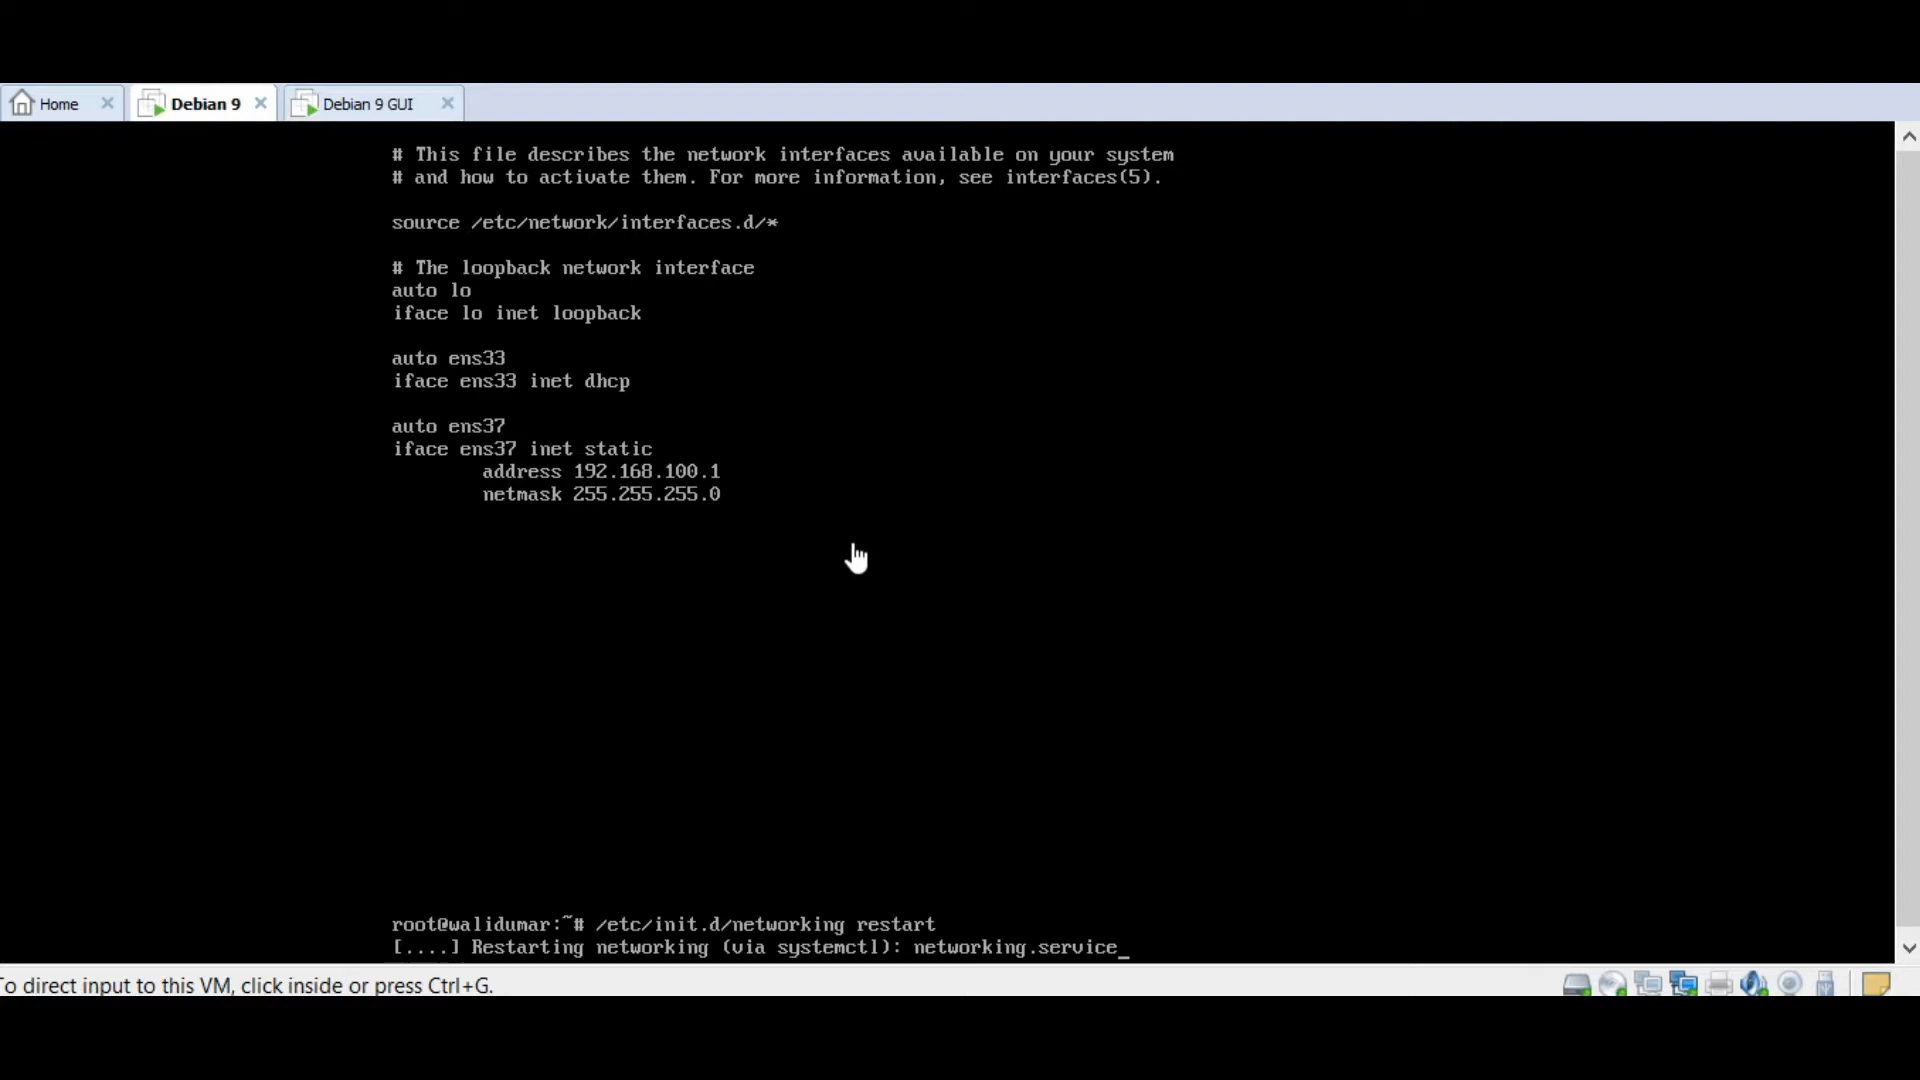 Home
Debian 9
Debian 9 GUI
# This file describes the network interfaces available on your system
# and how to activate them. For more information, see interfaces(5).
source /etc/network/interfaces.d/*
# The loopback network interface
auto lo
iface lo inet loopback
auto ens33
iface ens33 inet dhcp
auto ens37
iface ens37 inet static
address 192.168.100.1
netmask 255.255.255.0
root@walidumar:~# /etc/init.d/networking restart
[....] Restarting networking (via systemctl): networking.service_
To direct input to this VM, click inside or press Ctrl+G.